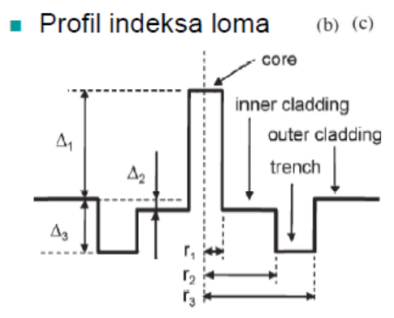 Profil indeksa loma (b) (c)
core
inner cladding
outer cladding
trench
Δ₁
Δ₂
Δ₃
r₁
r₂
r₃